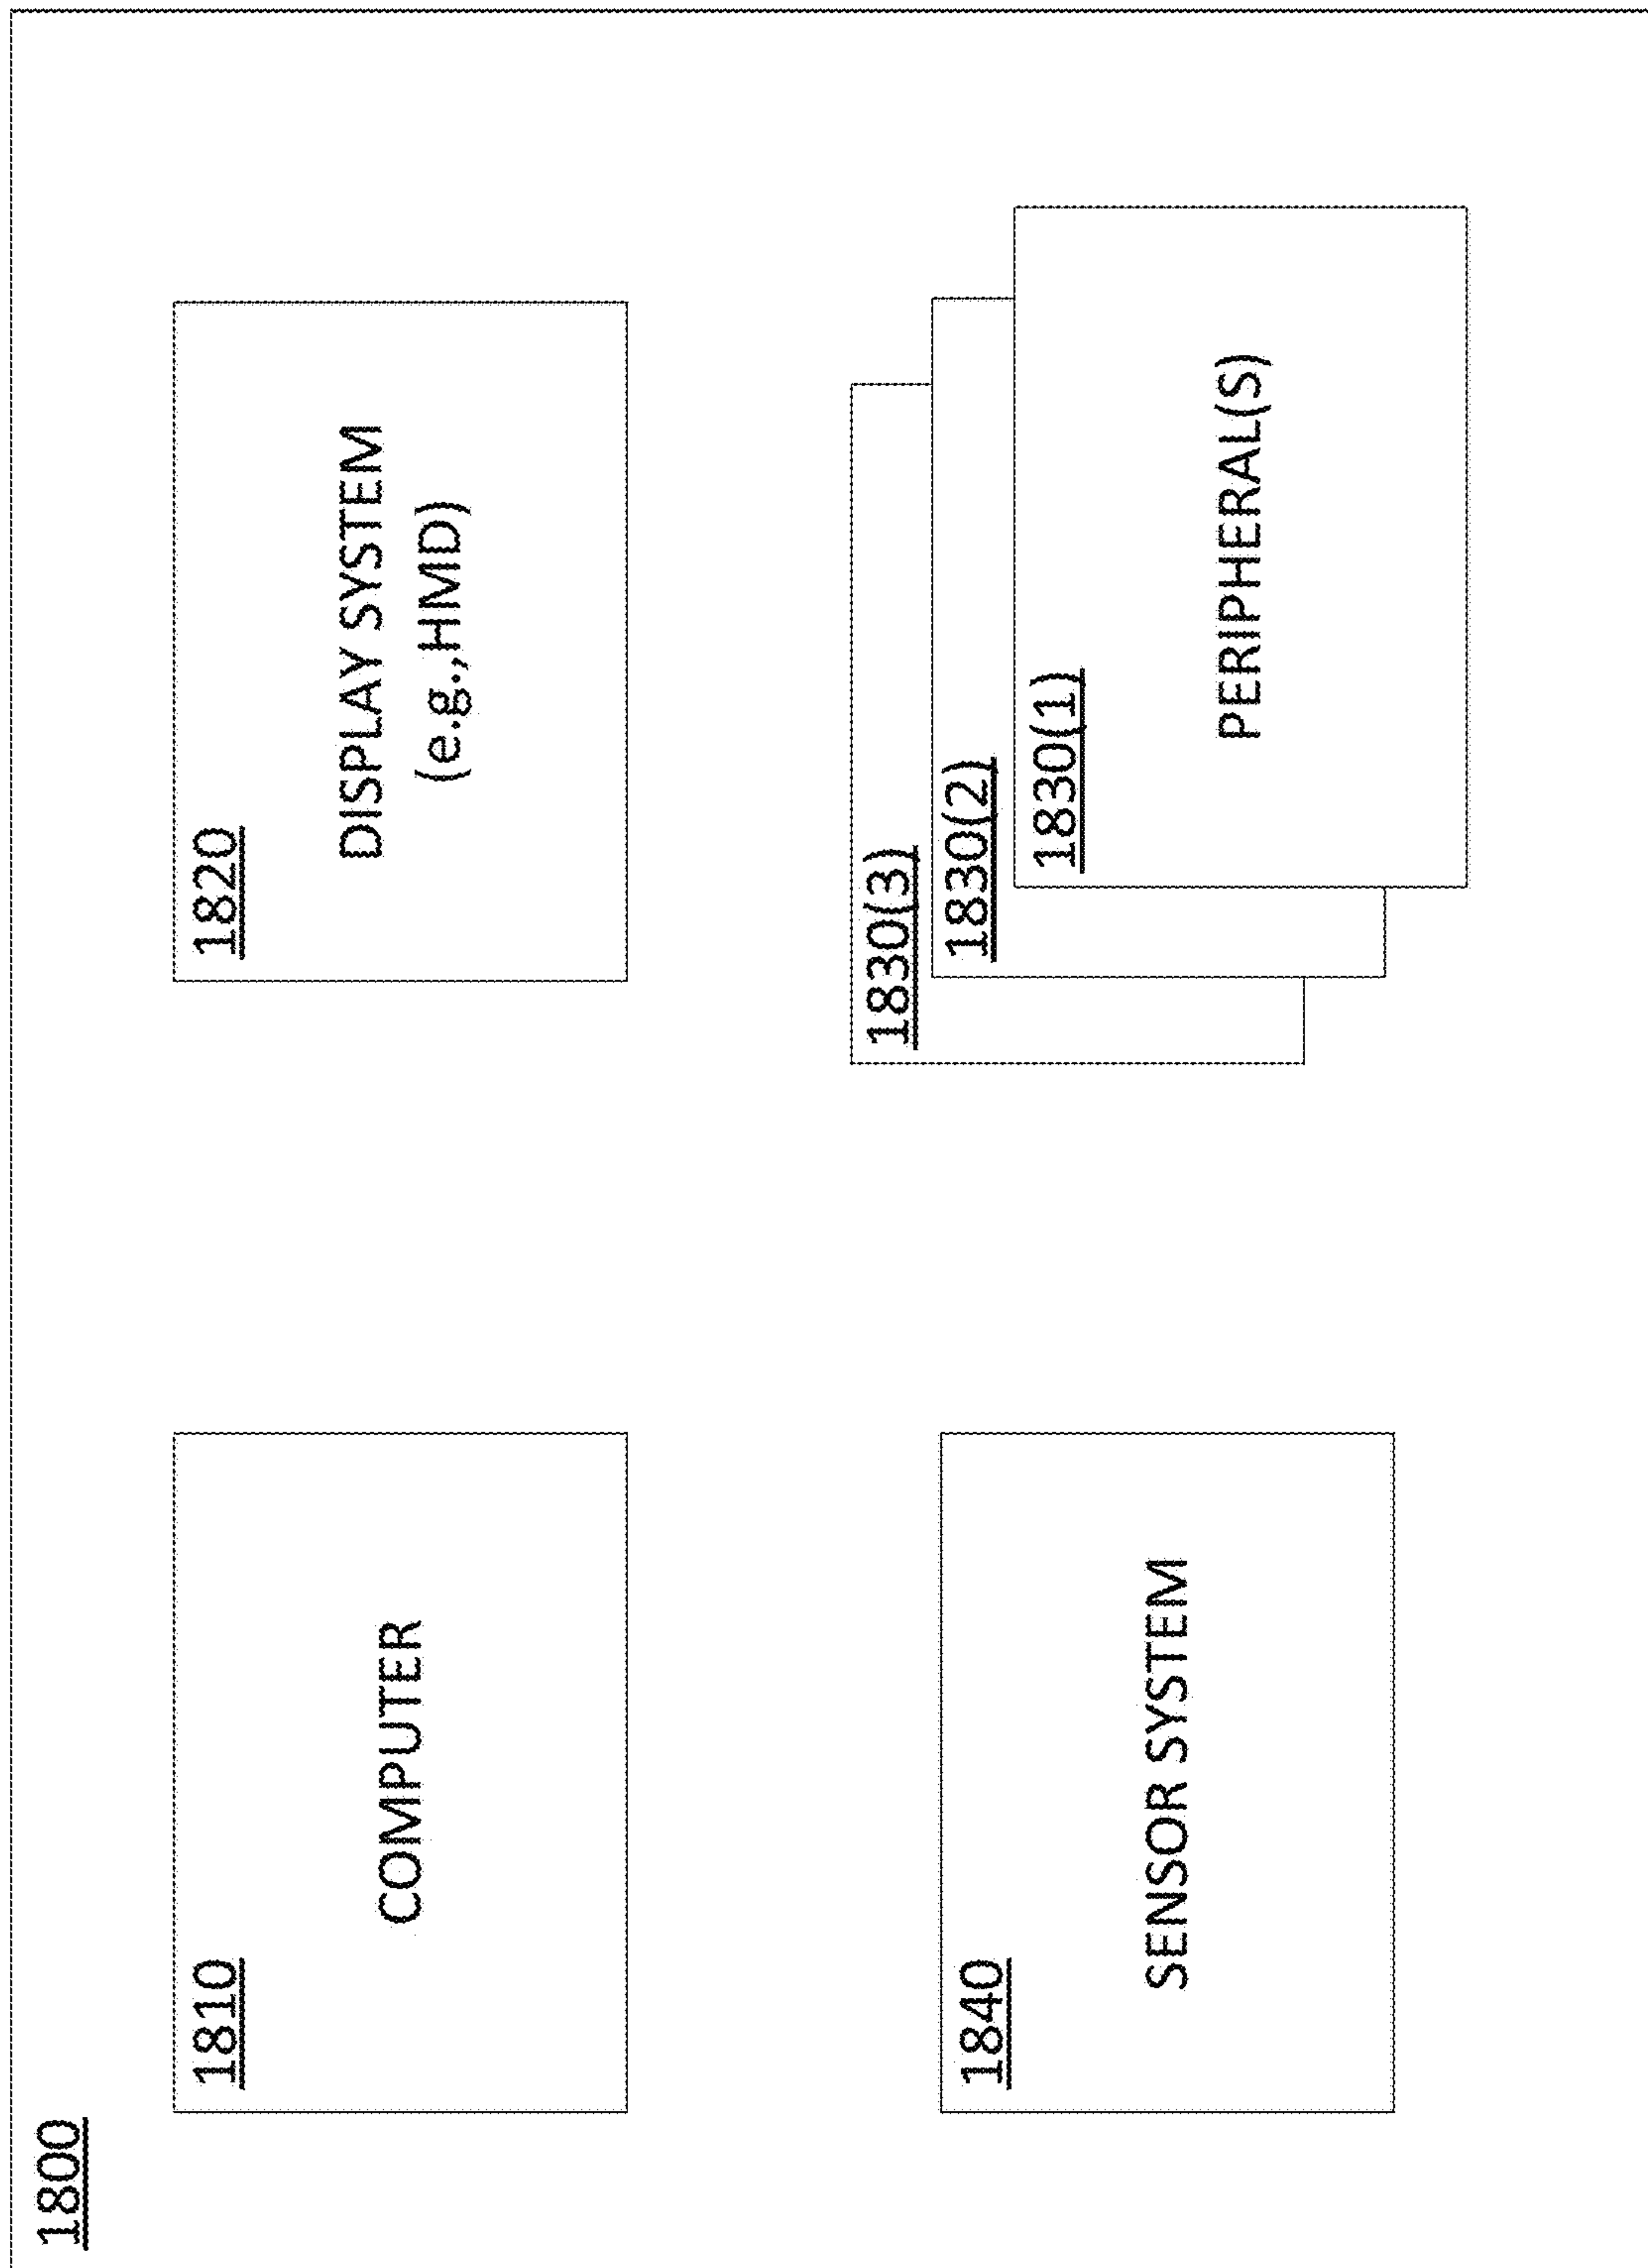 1800
1810
COMPUTER
1820
DISPLAY SYSTEM
(e.g.,HMD)
1840
SENSOR SYSTEM
1830(3)
1830(2)
1830(1)
PERIPHERAL(S)